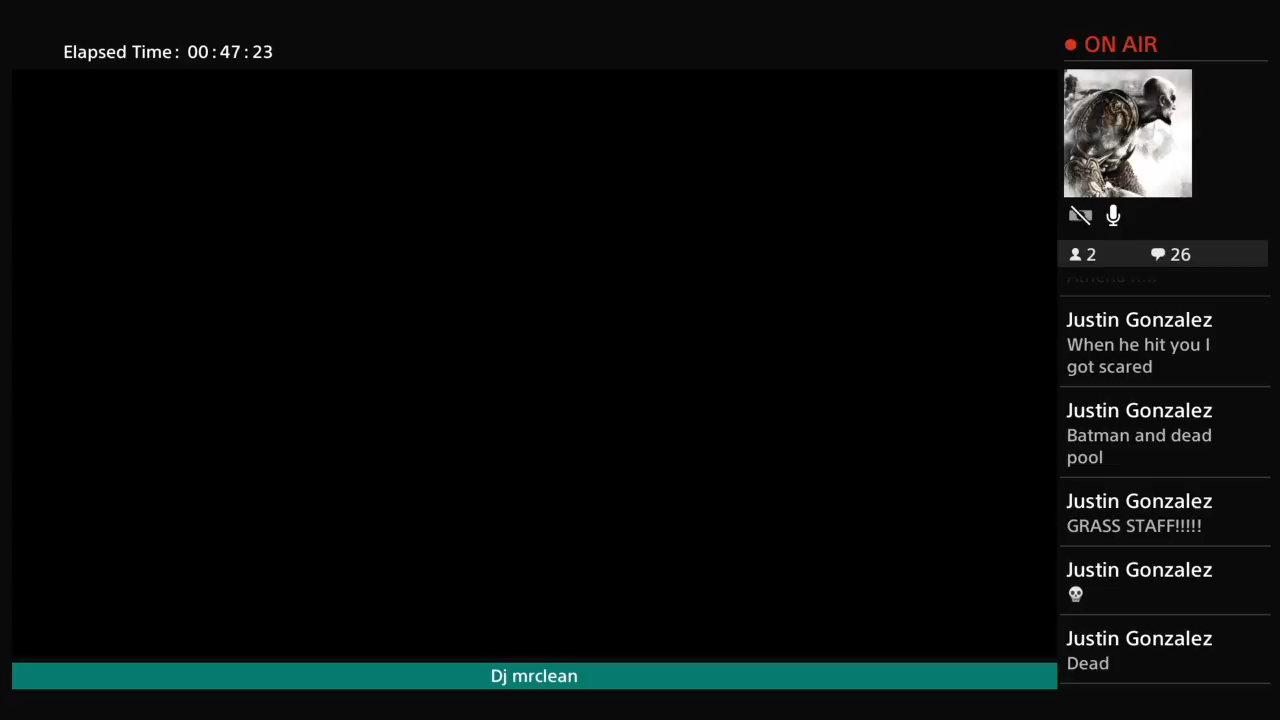 Elapsed Time: 00:47:23
ON AIR
2
26
Justin Gonzalez
When he hit you I
got scared
Justin Gonzalez
Batman and dead
pool
Justin Gonzalez
GRASS STAFF!!!!!
Justin Gonzalez
💀
Justin Gonzalez
Dead
Dj mrclean